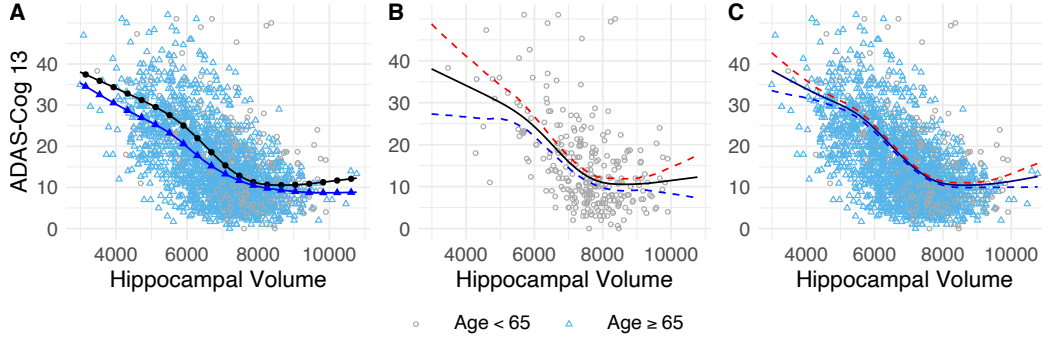 A B C
ADAS-Cog 13
40 40 40
30 30 30
20 20 20
10 10 10
0 0 0
4000 6000 8000 10000 4000 6000 8000 10000 4000 6000 8000 10000
Hippocampal Volume Hippocampal Volume Hippocampal Volume
Age < 65 Age ≥ 65